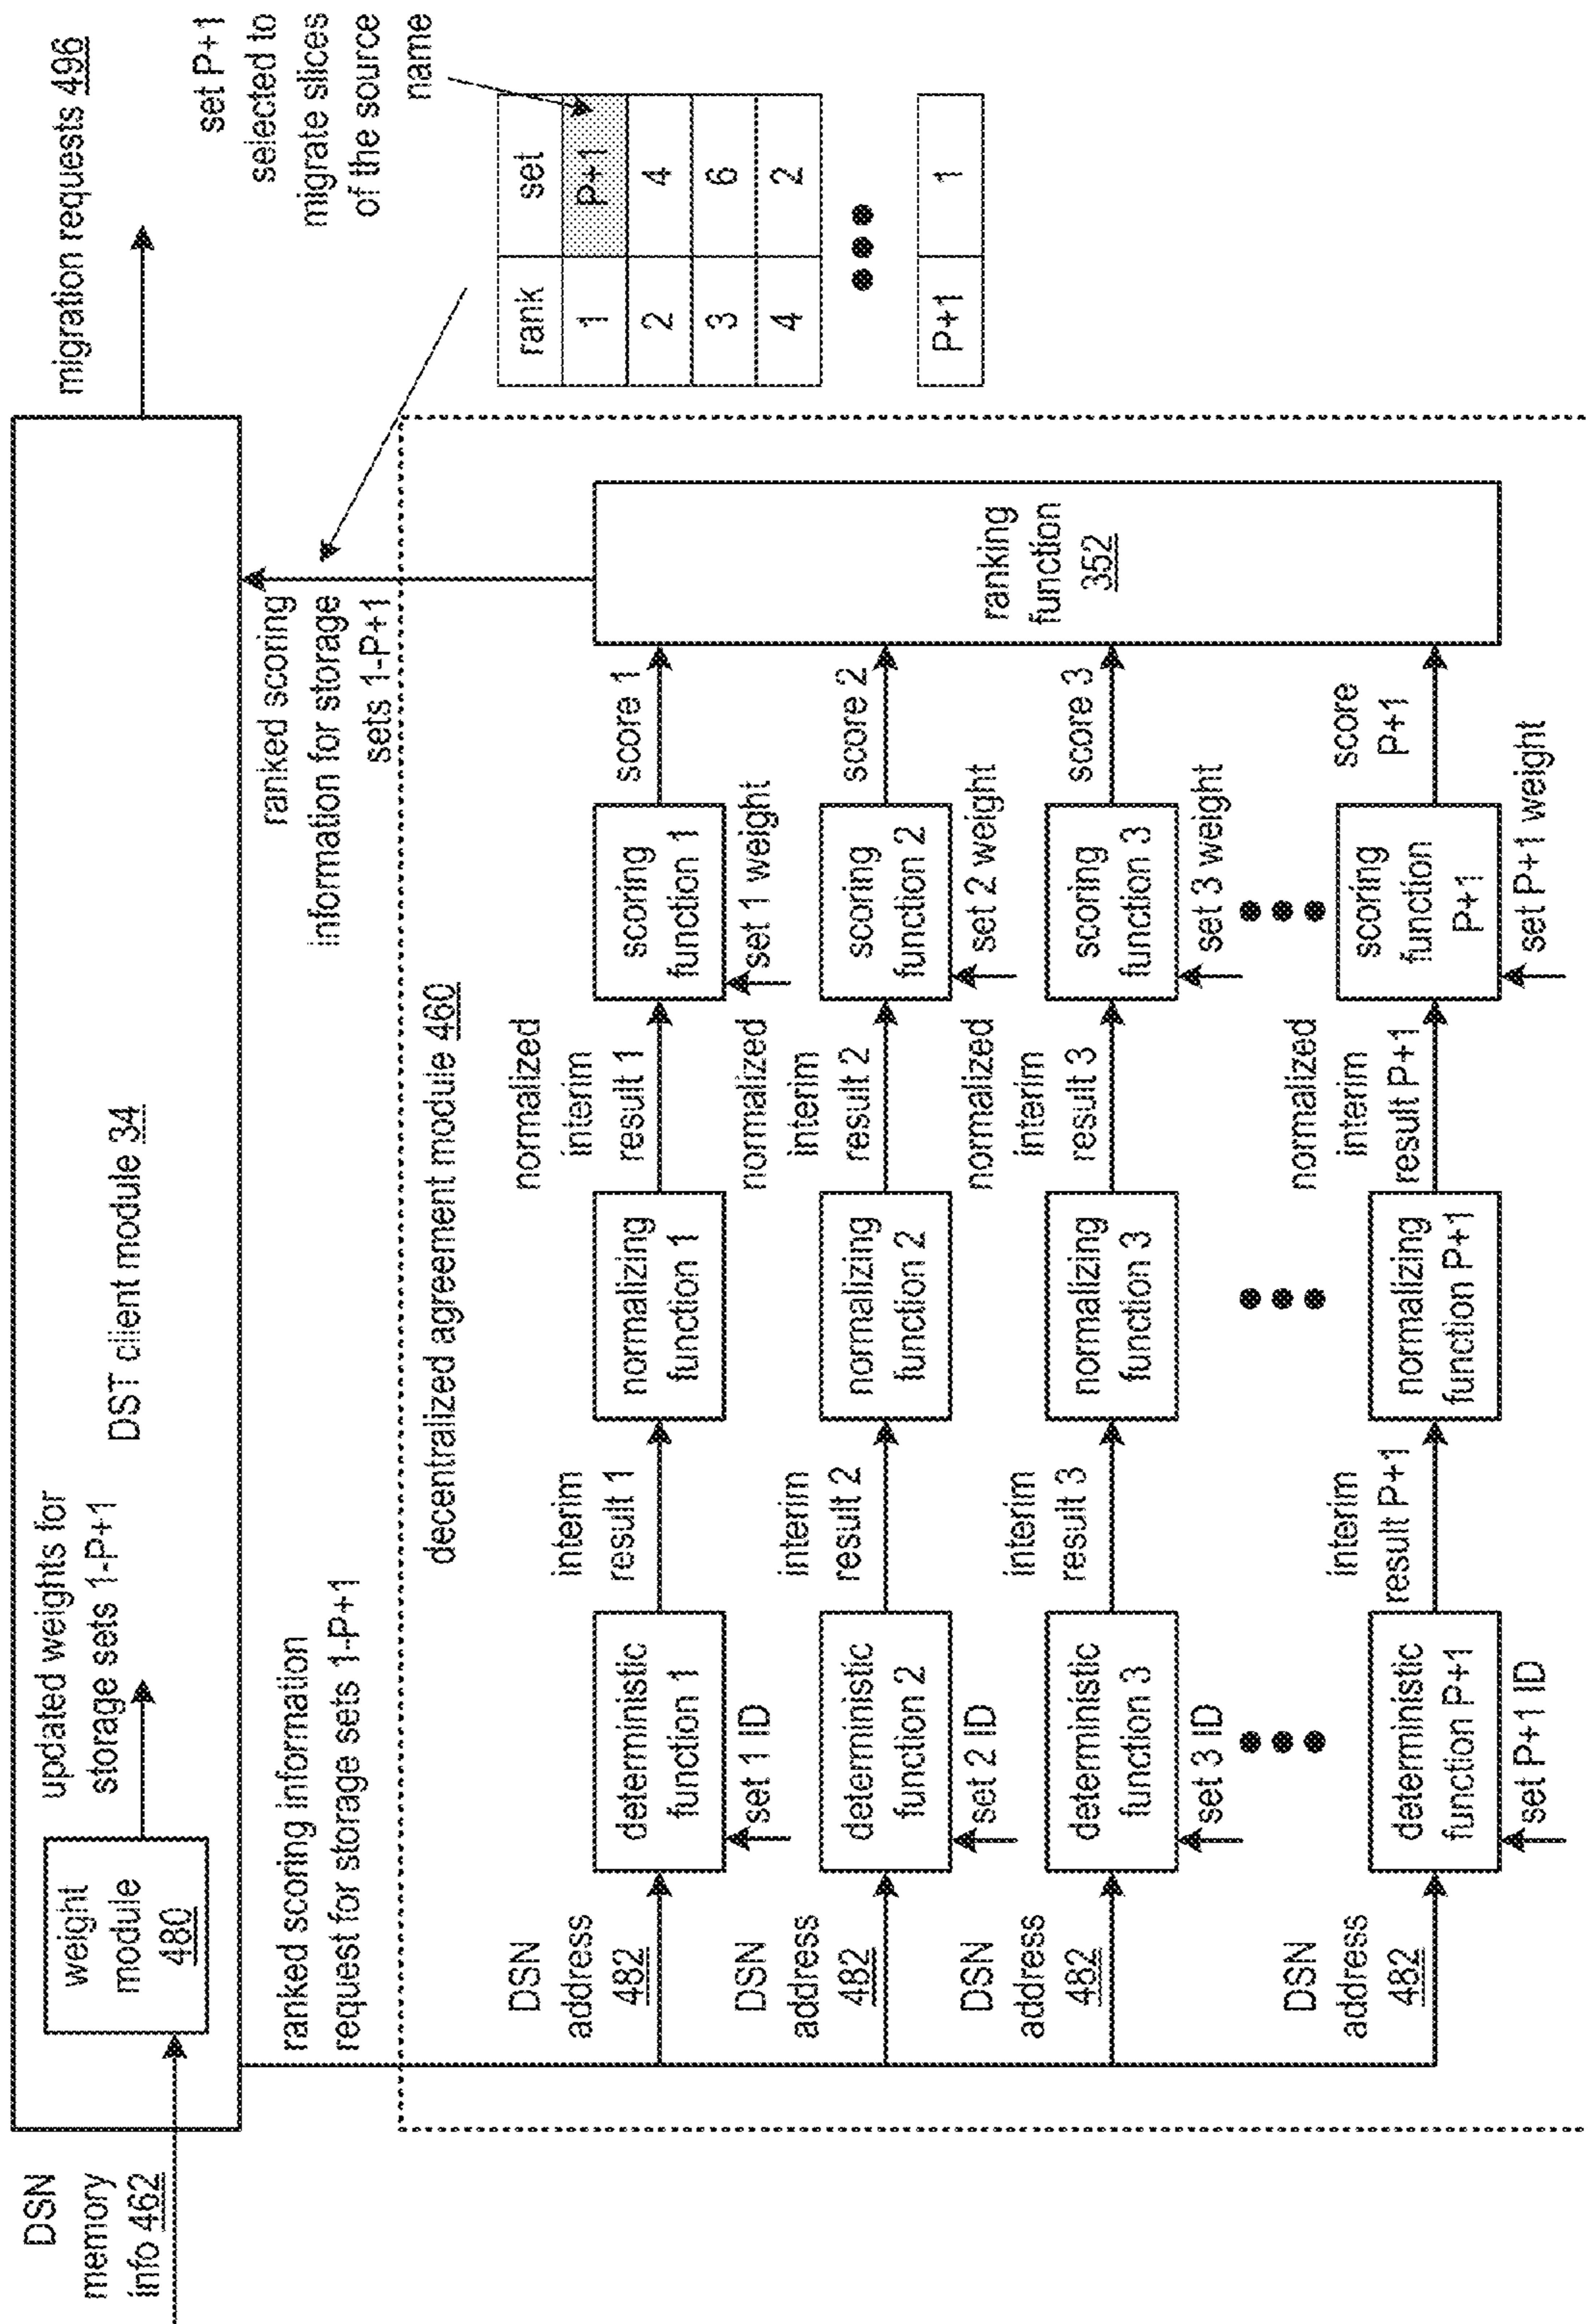 DSN
memory
info 462
weight
module
480
updated weights for
storage sets 1-P+1
DST client module 34
migration requests 496
ranked scoring information
request for storage sets 1-P+1
ranked scoring
information for storage
sets 1-P+1
set P+1
selected to
migrate slices
of the source
name
rank set
1 P+1
2 4
3 6
4 2
P+1 1
decentralized agreement module 460
DSN
address
482
deterministic
function 1
set 1 ID
interim
result 1
normalizing
function 1
normalized
interim
result 1
scoring
function 1
set 1 weight
score 1
DSN
address
482
deterministic
function 2
set 2 ID
interim
result 2
normalizing
function 2
normalized
interim
result 2
scoring
function 2
set 2 weight
score 2
DSN
address
482
deterministic
function 3
set 3 ID
interim
result 3
normalizing
function 3
normalized
interim
result 3
scoring
function 3
set 3 weight
score 3
DSN
address
482
deterministic
function P+1
set P+1 ID
interim
result P+1
normalizing
function P+1
normalized
interim
result P+1
scoring
function
P+1
set P+1 weight
score
P+1
ranking
function
352